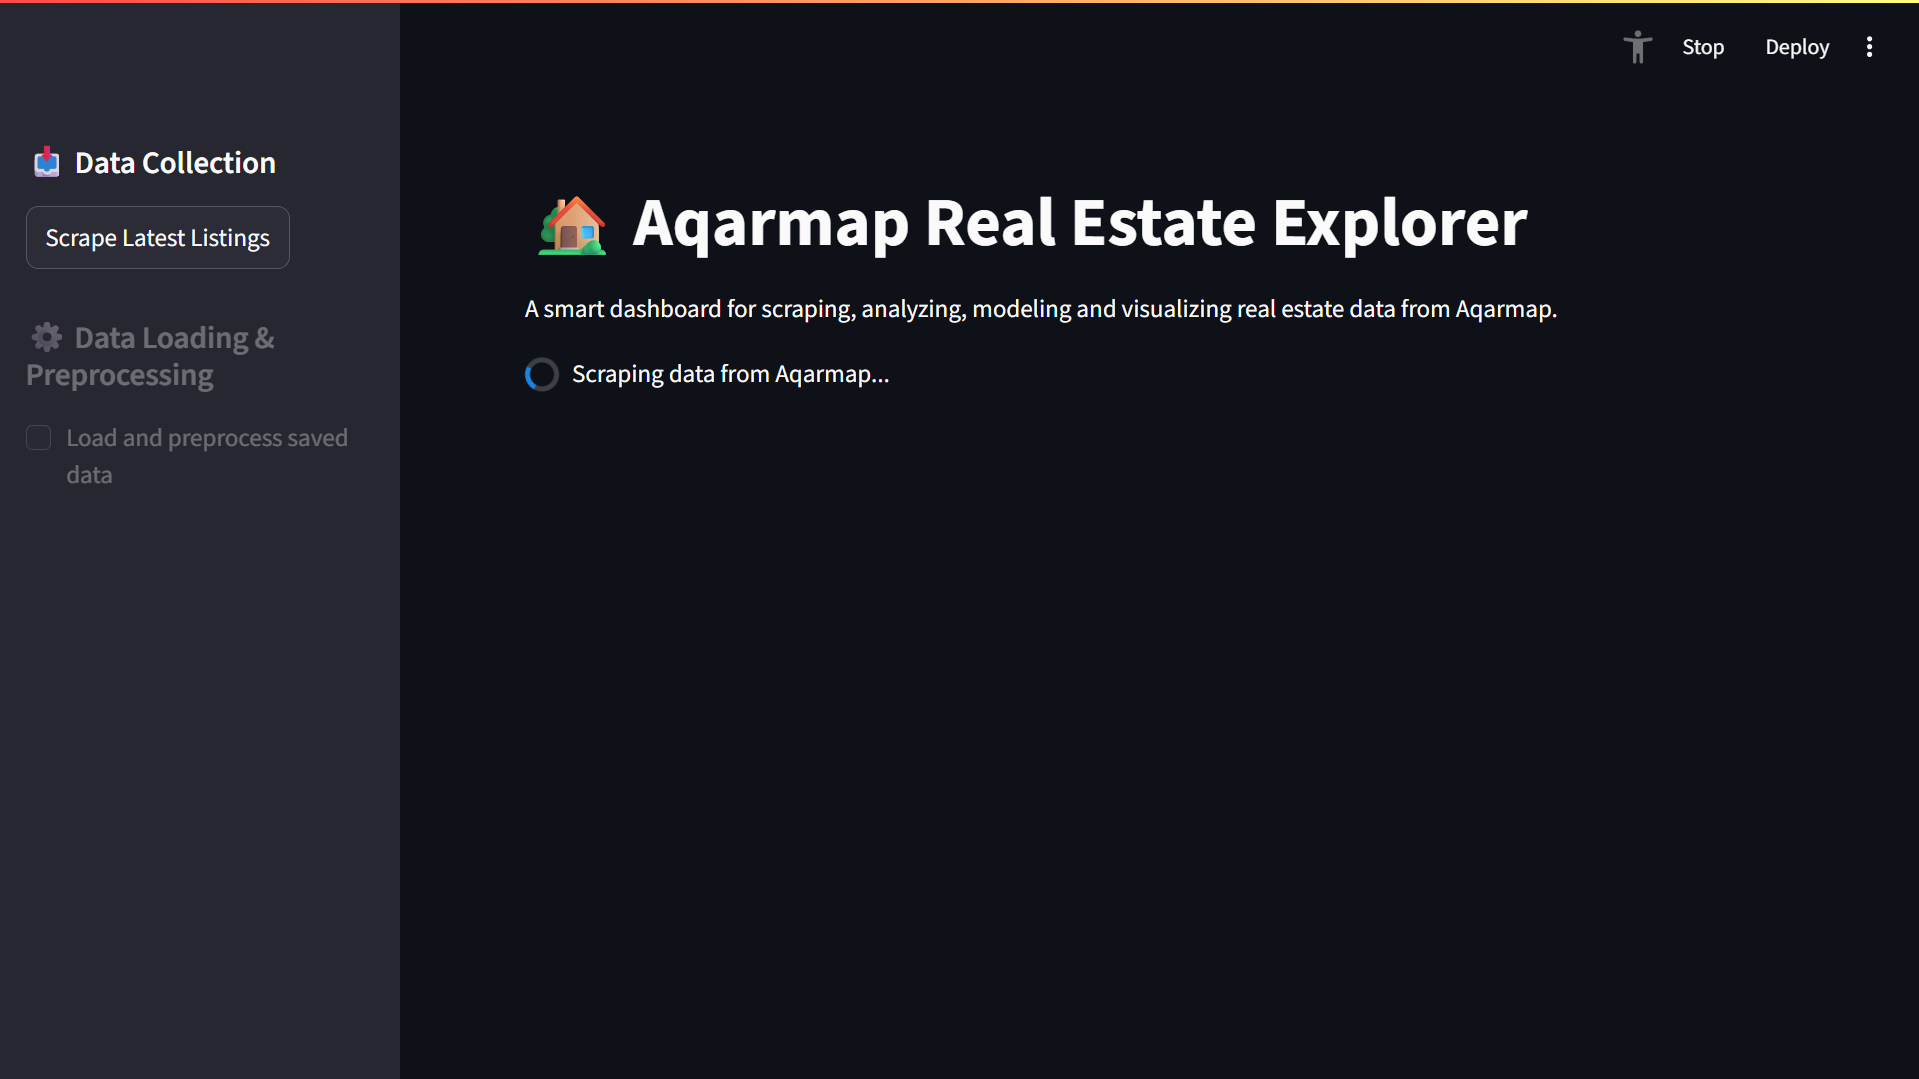 Stop
Deploy
Data Collection
Scrape Latest Listings
Data Loading &
Preprocessing
Load and preprocess saved
data
Aqarmap Real Estate Explorer
A smart dashboard for scraping, analyzing, modeling and visualizing real estate data from Aqarmap.
Scraping data from Aqarmap...